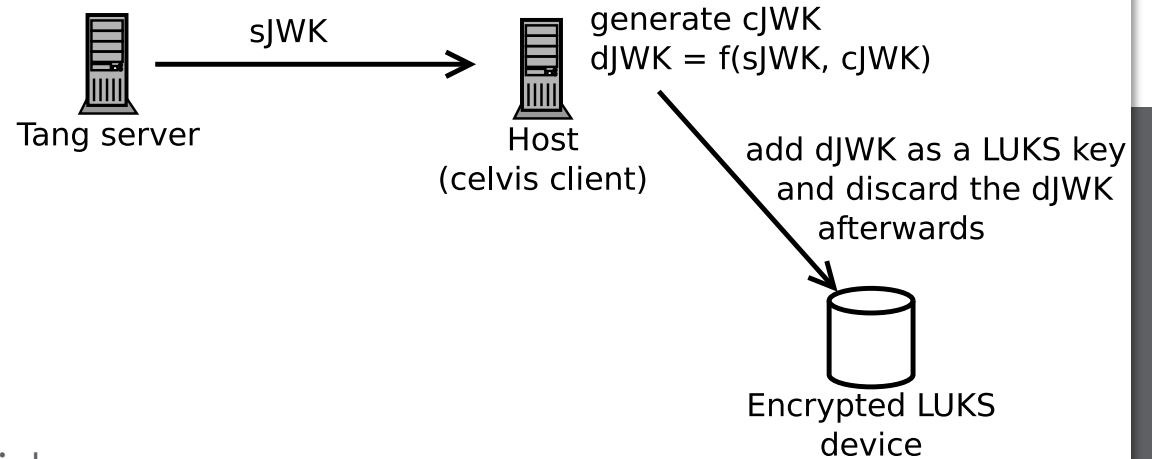 sJWK
Tang server
generate cJWK
dJWK = f(sJWK, cJWK)
Host
(celvis client)
add dJWK as a LUKS key
and discard the dJWK
afterwards
Encrypted LUKS
device